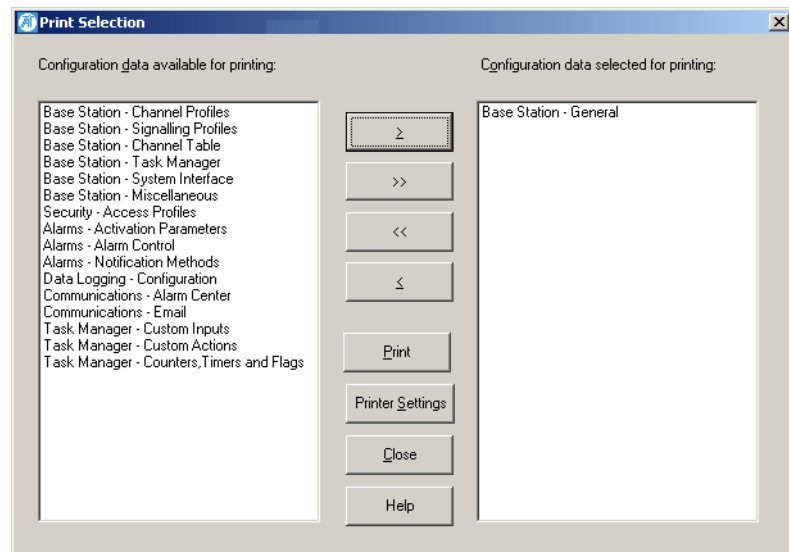 Print Selection
Configuration data available for printing:
Configuration data selected for printing:
Base Station - Channel Profiles
Base Station - Signalling Profiles
Base Station - Channel Table
Base Station - Task Manager
Base Station - System Interface
Base Station - Miscellaneous
Security - Access Profiles
Alarms - Activation Parameters
Alarms - Alarm Control
Alarms - Notification Methods
Data Logging - Configuration
Communications - Alarm Center
Communications - Email
Task Manager - Custom Inputs
Task Manager - Custom Actions
Task Manager - Counters,Timers and Flags
>
>>
<<
<
Print
Printer Settings
Close
Help
Base Station - General